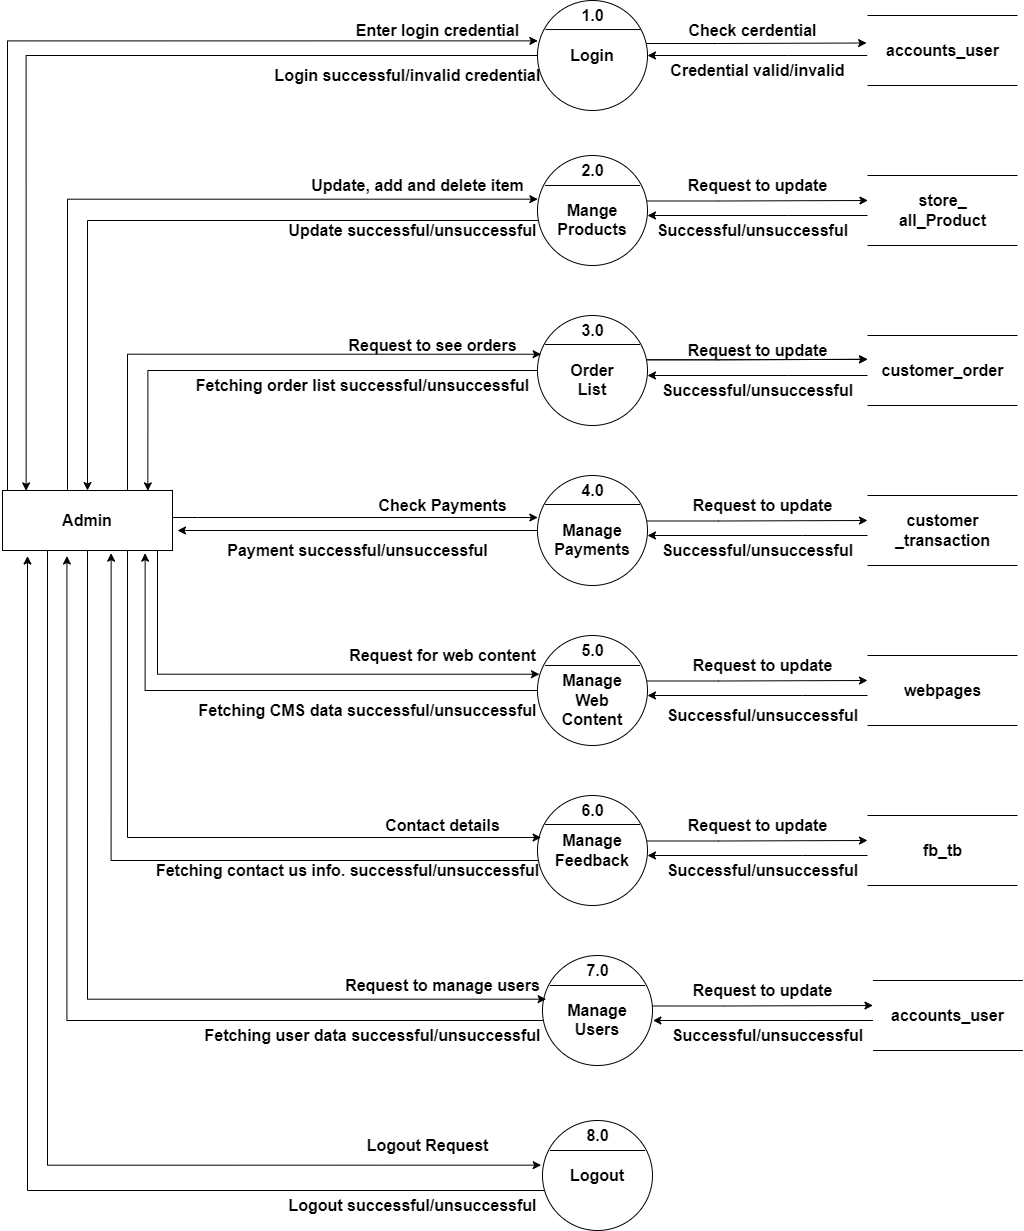 1.0
Enter login credential
Check cerdential
Login
accounts_user
Login successful/invalid credential
Credential valid/invalid
2.0
Update, add and delete item
Request to update
Mange
Products
store_
all_Product
Update successful/unsuccessful
Successful/unsuccessful
3.0
Request to see orders
Request to update
Order
List
customer_order
Fetching order list successful/unsuccessful
Successful/unsuccessful
4.0
Check Payments
Request to update
Admin
Manage
Payments
customer
_transaction
Payment successful/unsuccessful
Successful/unsuccessful
5.0
Request for web content
Request to update
Manage
Web
Content
webpages
Fetching CMS data successful/unsuccessful
Successful/unsuccessful
6.0
Contact details
Request to update
Manage
Feedback
fb_tb
Fetching contact us info. successful/unsuccessful
Successful/unsuccessful
7.0
Request to manage users
Request to update
Manage
Users
accounts_user
Fetching user data successful/unsuccessful
Successful/unsuccessful
8.0
Logout Request
Logout
Logout successful/unsuccessful